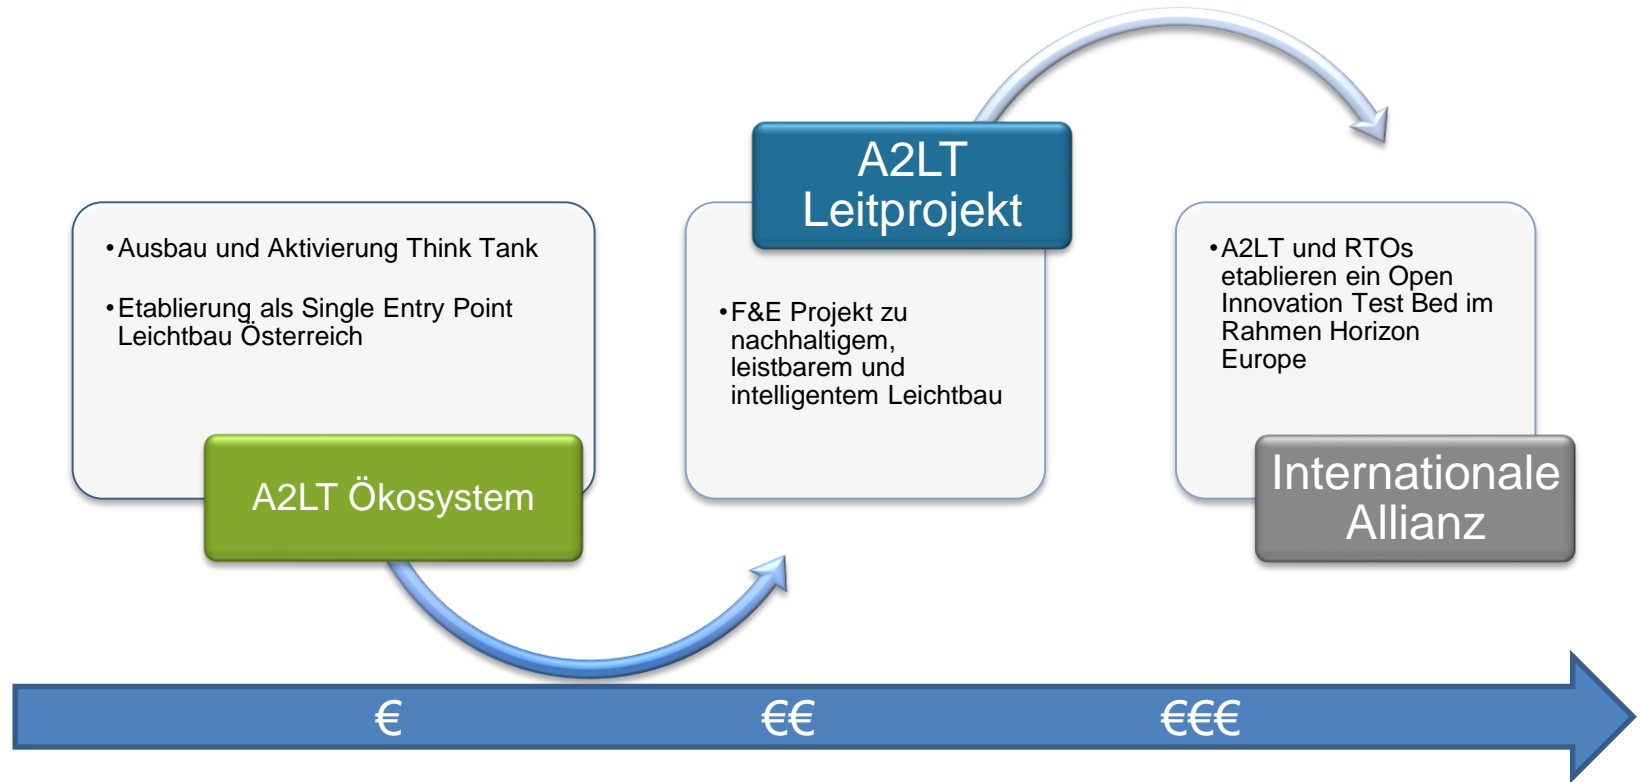 •Ausbau und Aktivierung Think Tank
•Etablierung als Single Entry Point
Leichtbau Österreich
A2LT Ökosystem
A2LT
Leitprojekt
•F&E Projekt zu
nachhaltigem,
leistbarem und
intelligentem Leichtbau
•A2LT und RTOs
etablieren ein Open
Innovation Test Bed im
Rahmen Horizon
Europe
Internationale
Allianz
€
€€
€€€